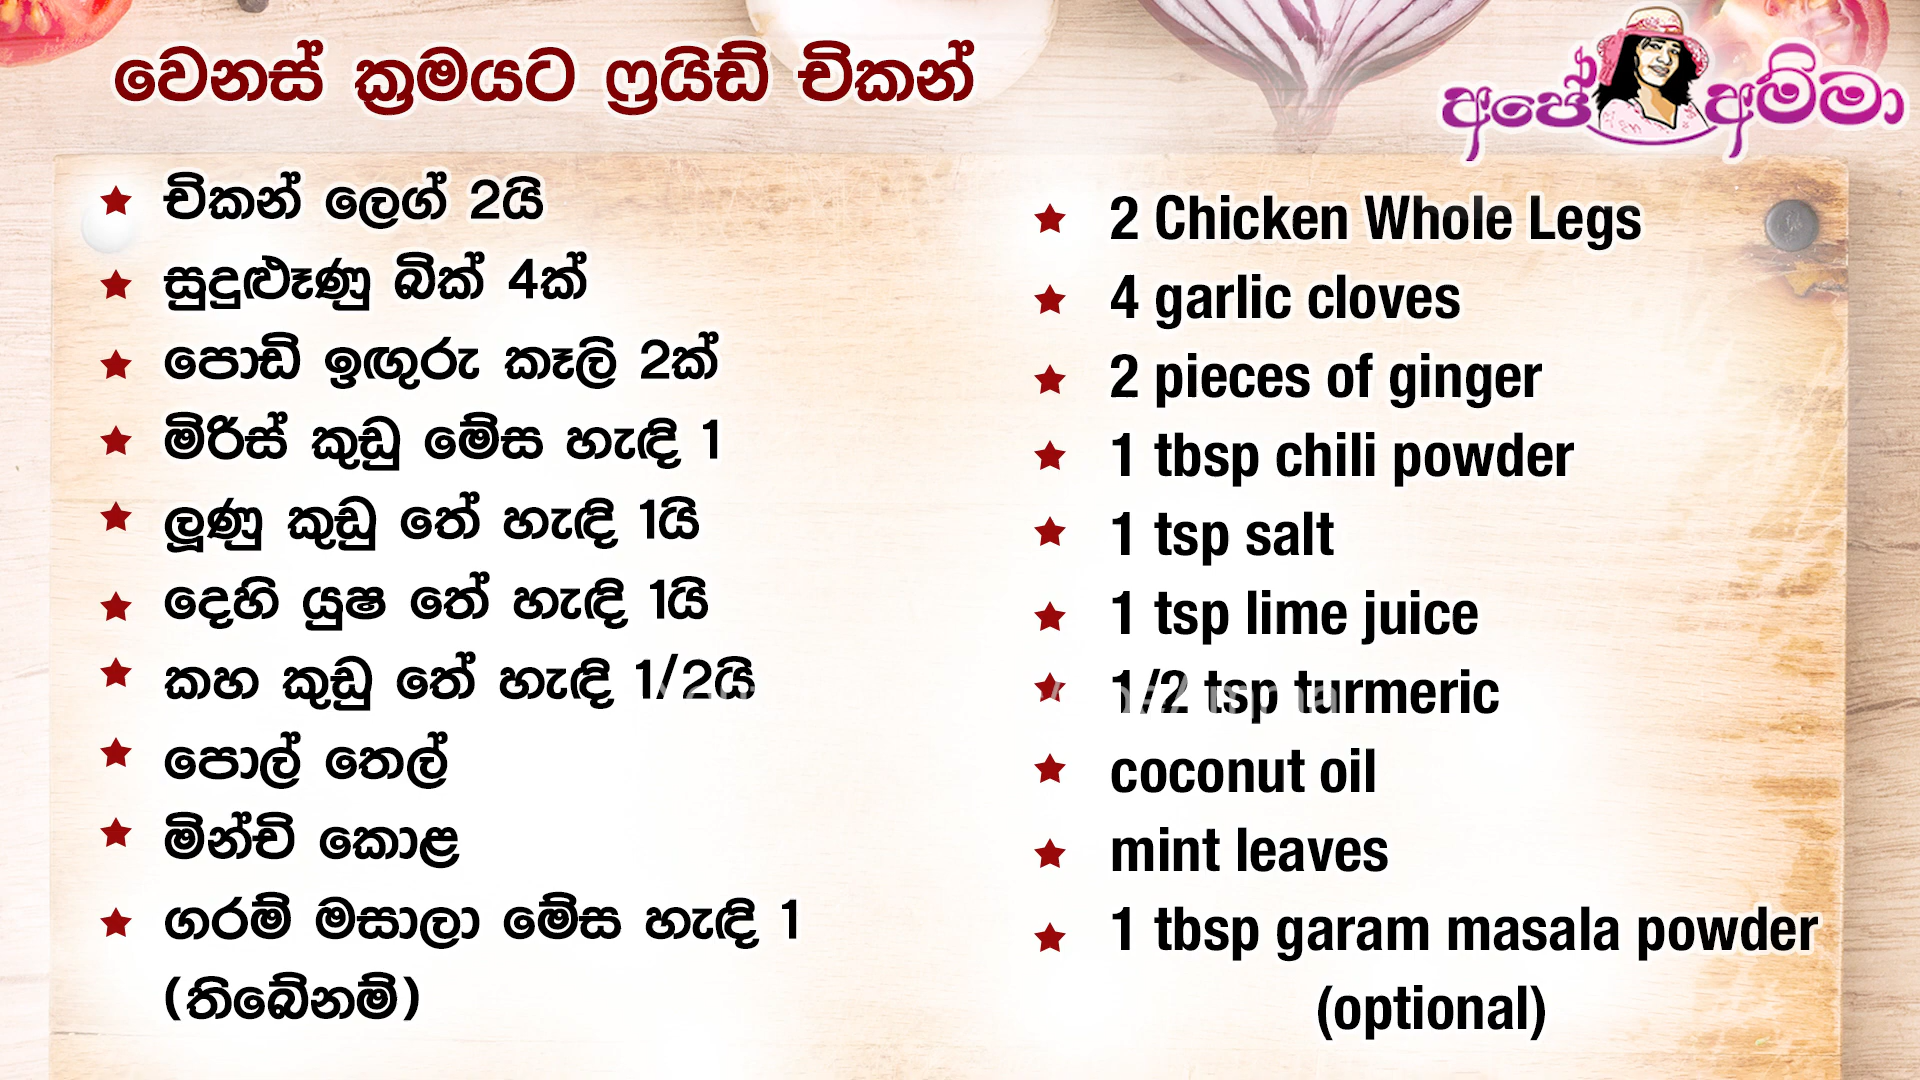 වෙනස් ක්‍රමයට ෆ්‍රයිඩ් චිකන්
අපේ අම්මා
චිකන් ලෙග් 2යි
සුදුළූණු බික් 4ක්
පොඩි ඉඟුරු කෑලි 2ක්
මිරිස් කුඩු මේස හැඳි 1
ලූණු කුඩු තේ හැඳි 1යි
දෙහි යුෂ තේ හැඳි 1යි
කහ කුඩු තේ හැඳි 1/2යි
පොල් තෙල්
මින්චි කොළ
ගරම් මසාලා මේස හැඳි 1
(තිබේනම්)
2 Chicken Whole Legs
4 garlic cloves
2 pieces of ginger
1 tbsp chili powder
1 tsp salt
1 tsp lime juice
1/2 tsp turmeric
coconut oil
mint leaves
1 tbsp garam masala powder
(optional)